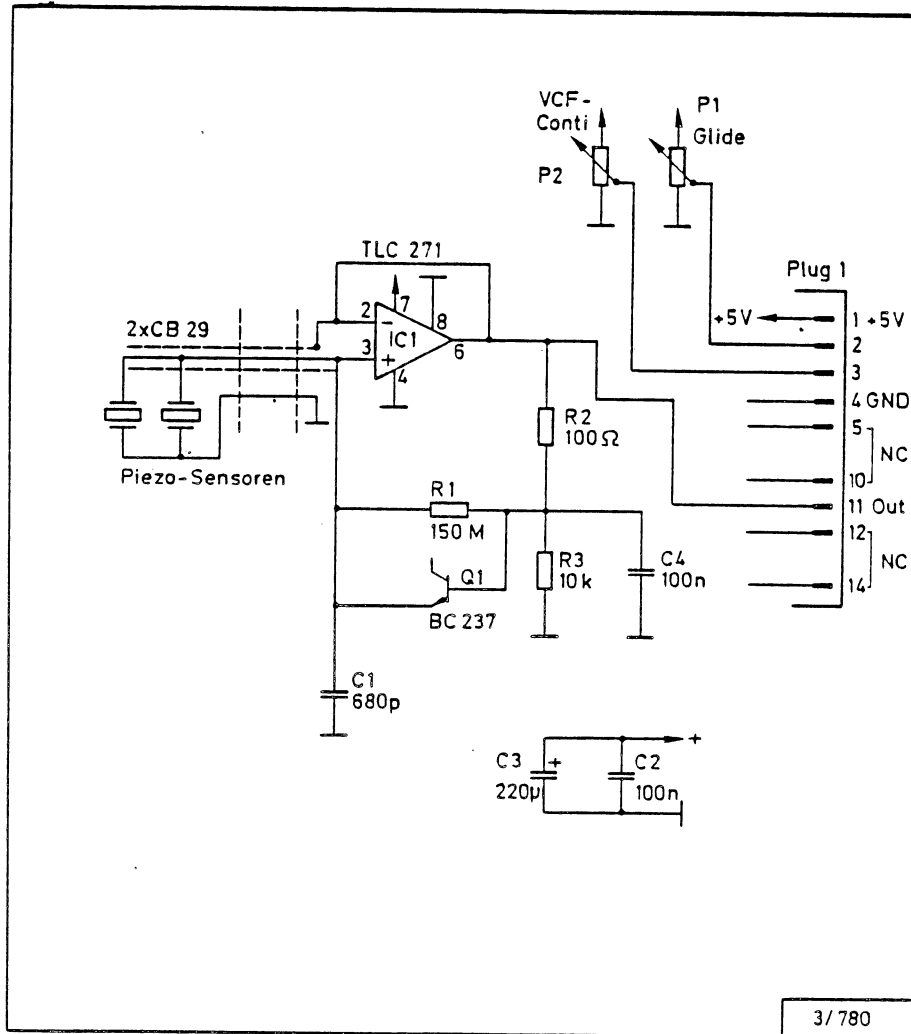 VCF-
Conti
P1
Glide
P2
TLC 271
Plug 1
7
2
−
8
+5V
1 +5V
2xCB 29
IC1
6
2
3
+
3
4
4 GND
R2
100Ω
5
NC
Piezo-Sensoren
10
R1
150 M
11 Out
12
R3
10k
C4
100n
NC
Q1
14
BC 237
C1
680p
+
C3
+
C2
220µ
100n
3/780